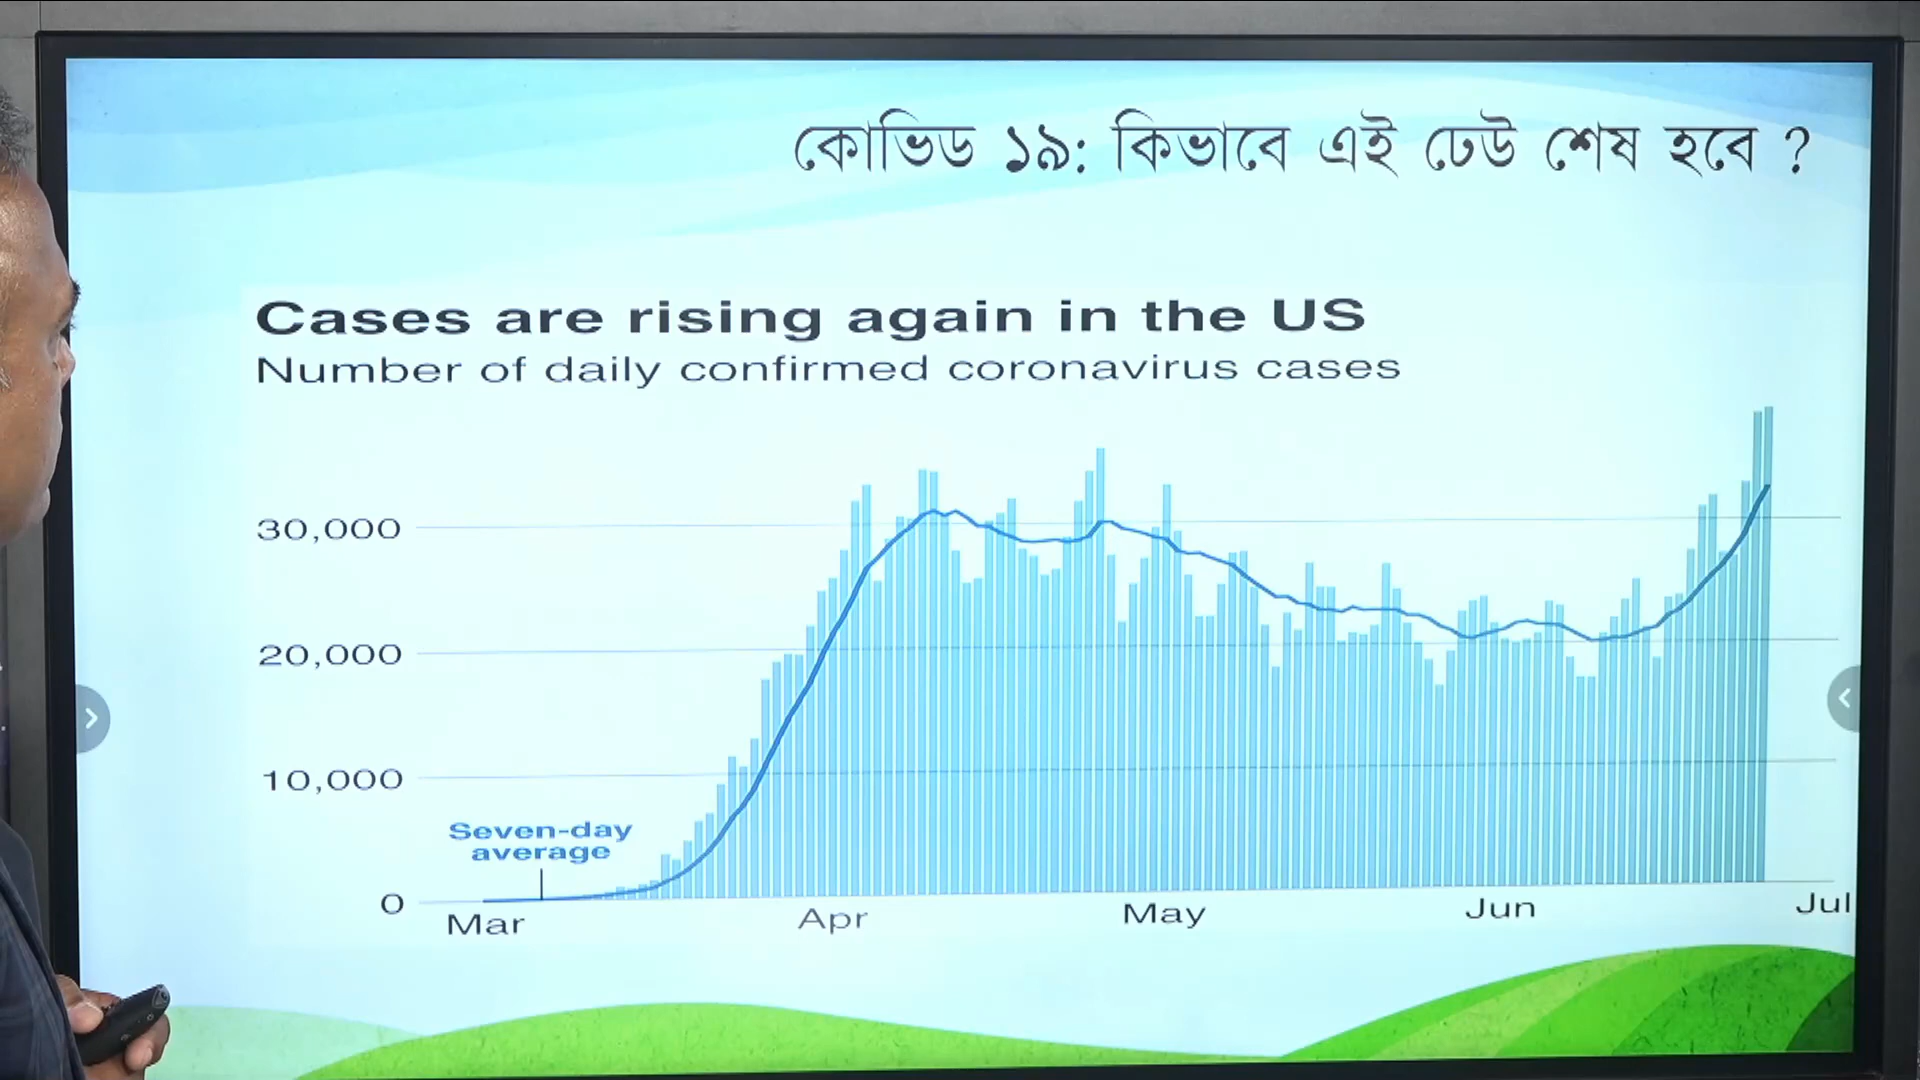 কোভিড ১৯: কিভাবে এই ঢেউ শেষ হবে ?
Cases are rising again in the US
Number of daily confirmed coronavirus cases
30,000
20,000
10,000
Seven-day
average
0
Mar Apr May Jun Jul